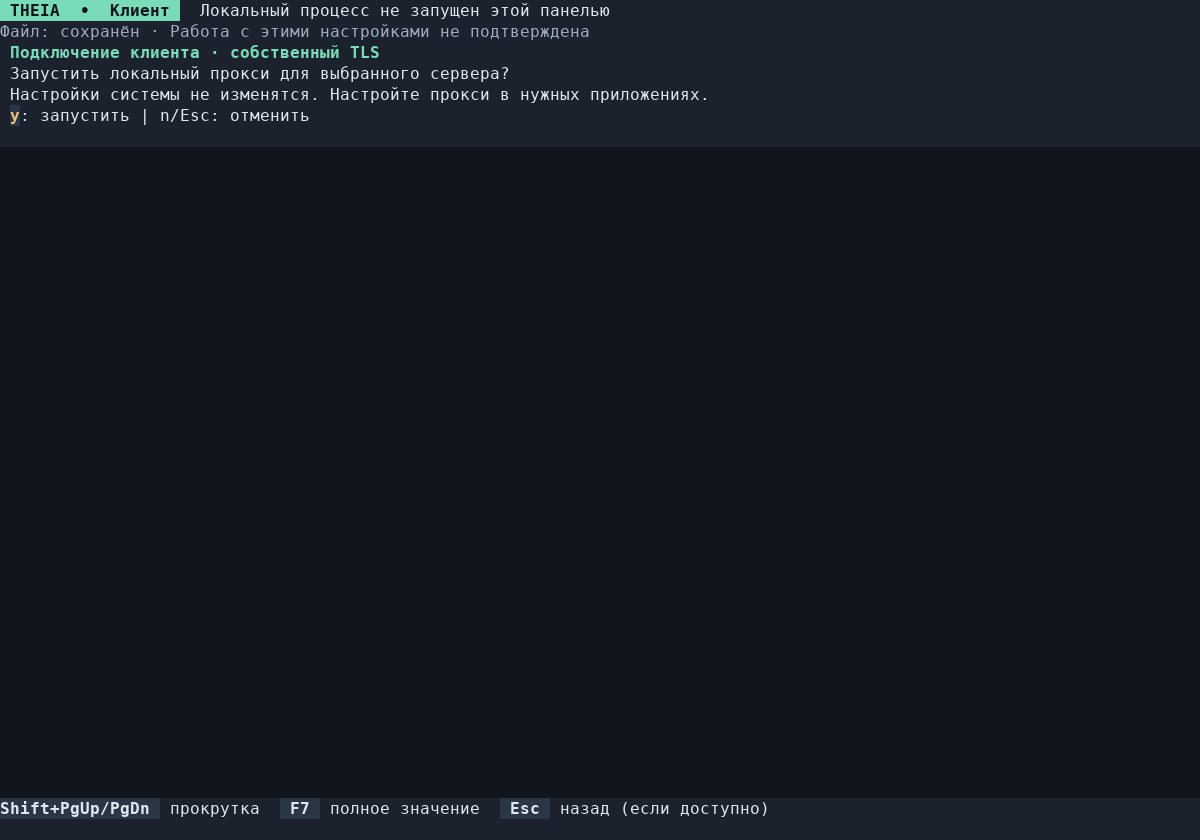 THEIA • Клиент Локальный процесс не запущен этой панелью
Файл: сохранён · Работа с этими настройками не подтверждена
Подключение клиента · собственный TLS
Запустить локальный прокси для выбранного сервера?
Настройки системы не изменятся. Настройте прокси в нужных приложениях.
y: запустить | n/Esc: отменить
Shift+PgUp/PgDn прокрутка F7 полное значение Esc назад (если доступно)